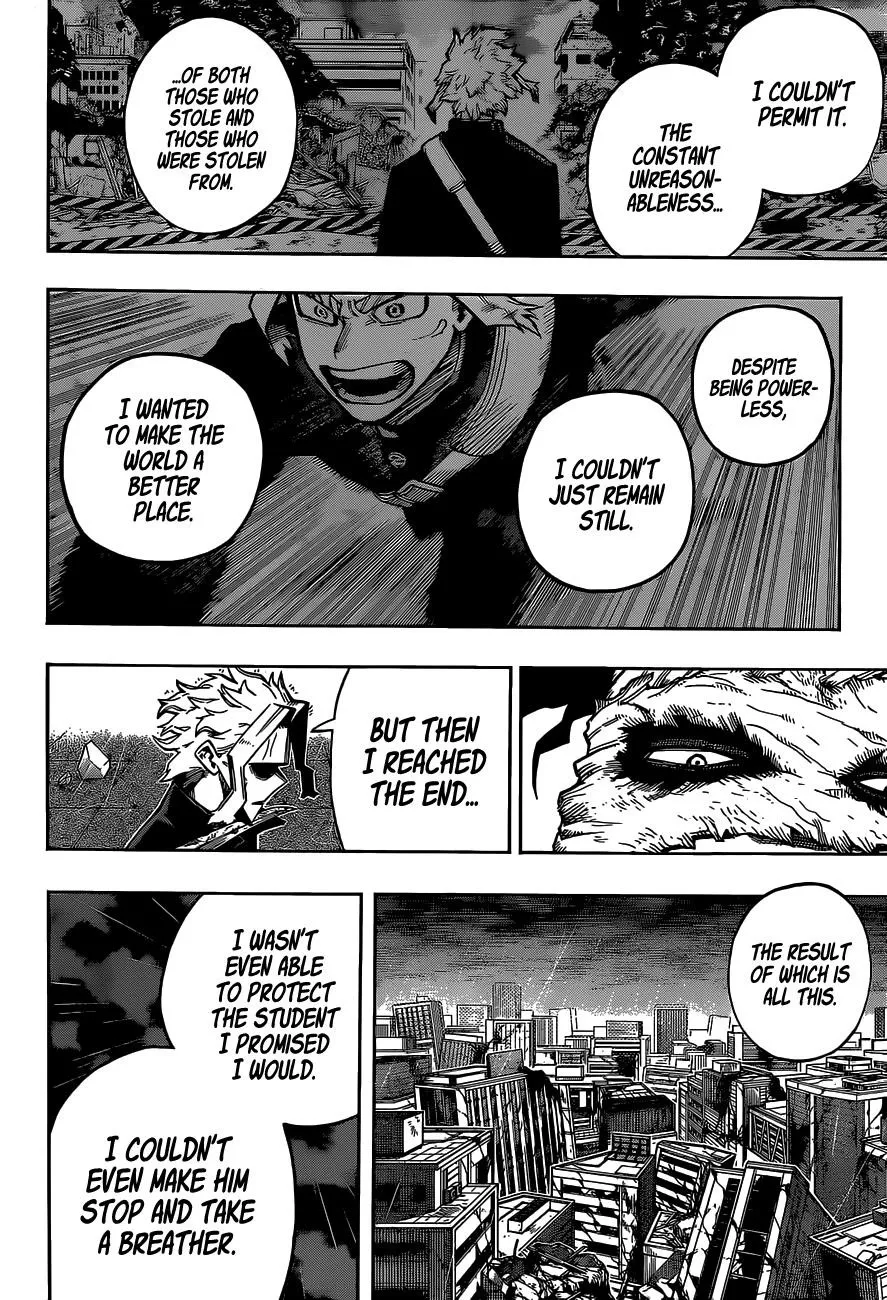 I COULDN'T
PERMIT IT.
THE
CONSTANT
UNREASON-
ABLENESS...
...OF BOTH
THOSE WHO
STOLE AND
THOSE WHO
WERE STOLEN
FROM.
DESPITE
BEING POWER-
LESS,
I COULDN'T
JUST REMAIN
STILL.
I WANTED
TO MAKE THE
WORLD A
BETTER
PLACE.
BUT THEN
I REACHED
THE END...
THE RESULT
OF WHICH IS
ALL THIS.
I WASN'T
EVEN ABLE
TO PROTECT
THE STUDENT
I PROMISED
I WOULD.
I COULDN'T
EVEN MAKE HIM
STOP AND TAKE
A BREATHER.